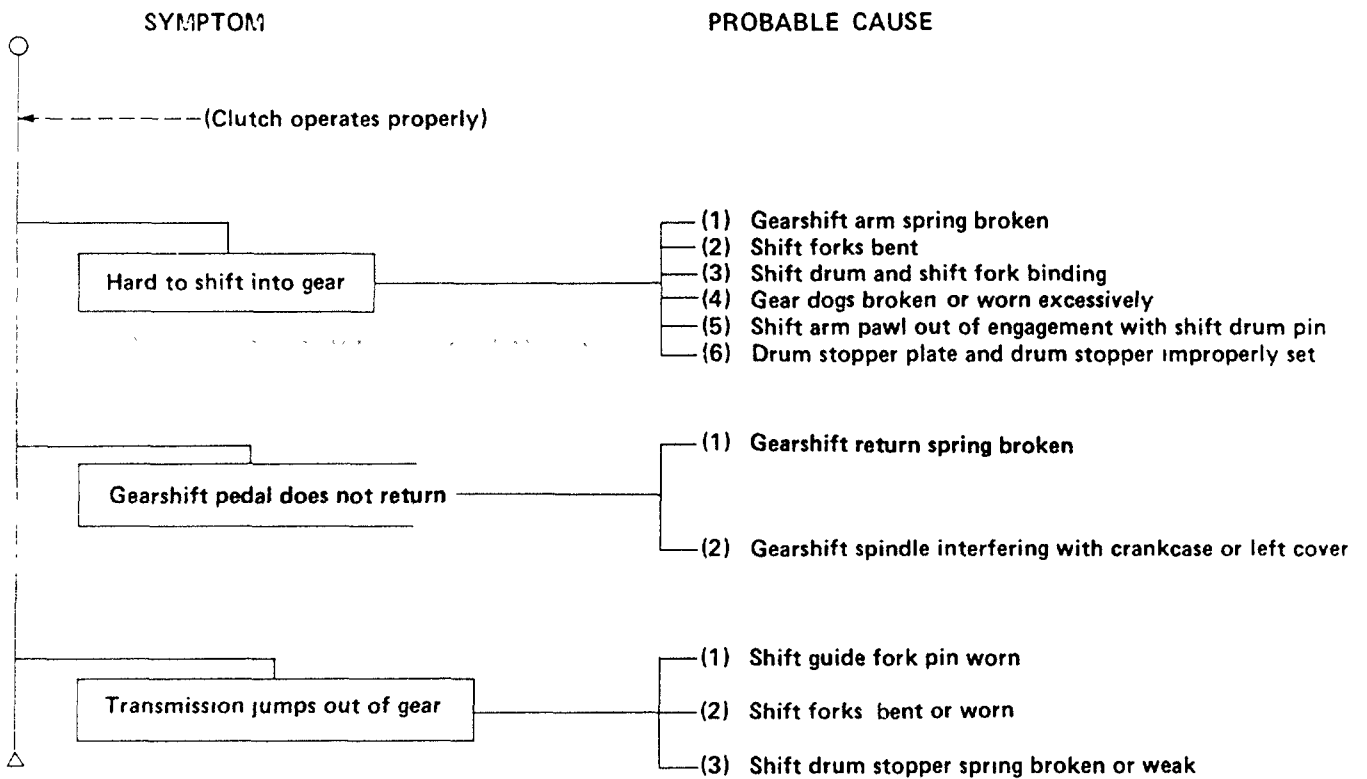 SYMPTOM
PROBABLE CAUSE
(Clutch operates properly)
Hard to shift into gear
(1) Gearshift arm spring broken
(2) Shift forks bent
(3) Shift drum and shift fork binding
(4) Gear dogs broken or worn excessively
(5) Shift arm pawl out of engagement with shift drum pin
(6) Drum stopper plate and drum stopper improperly set
Gearshift pedal does not return
(1) Gearshift return spring broken
(2) Gearshift spindle interfering with crankcase or left cover
Transmission jumps out of gear
(1) Shift guide fork pin worn
(2) Shift forks bent or worn
(3) Shift drum stopper spring broken or weak